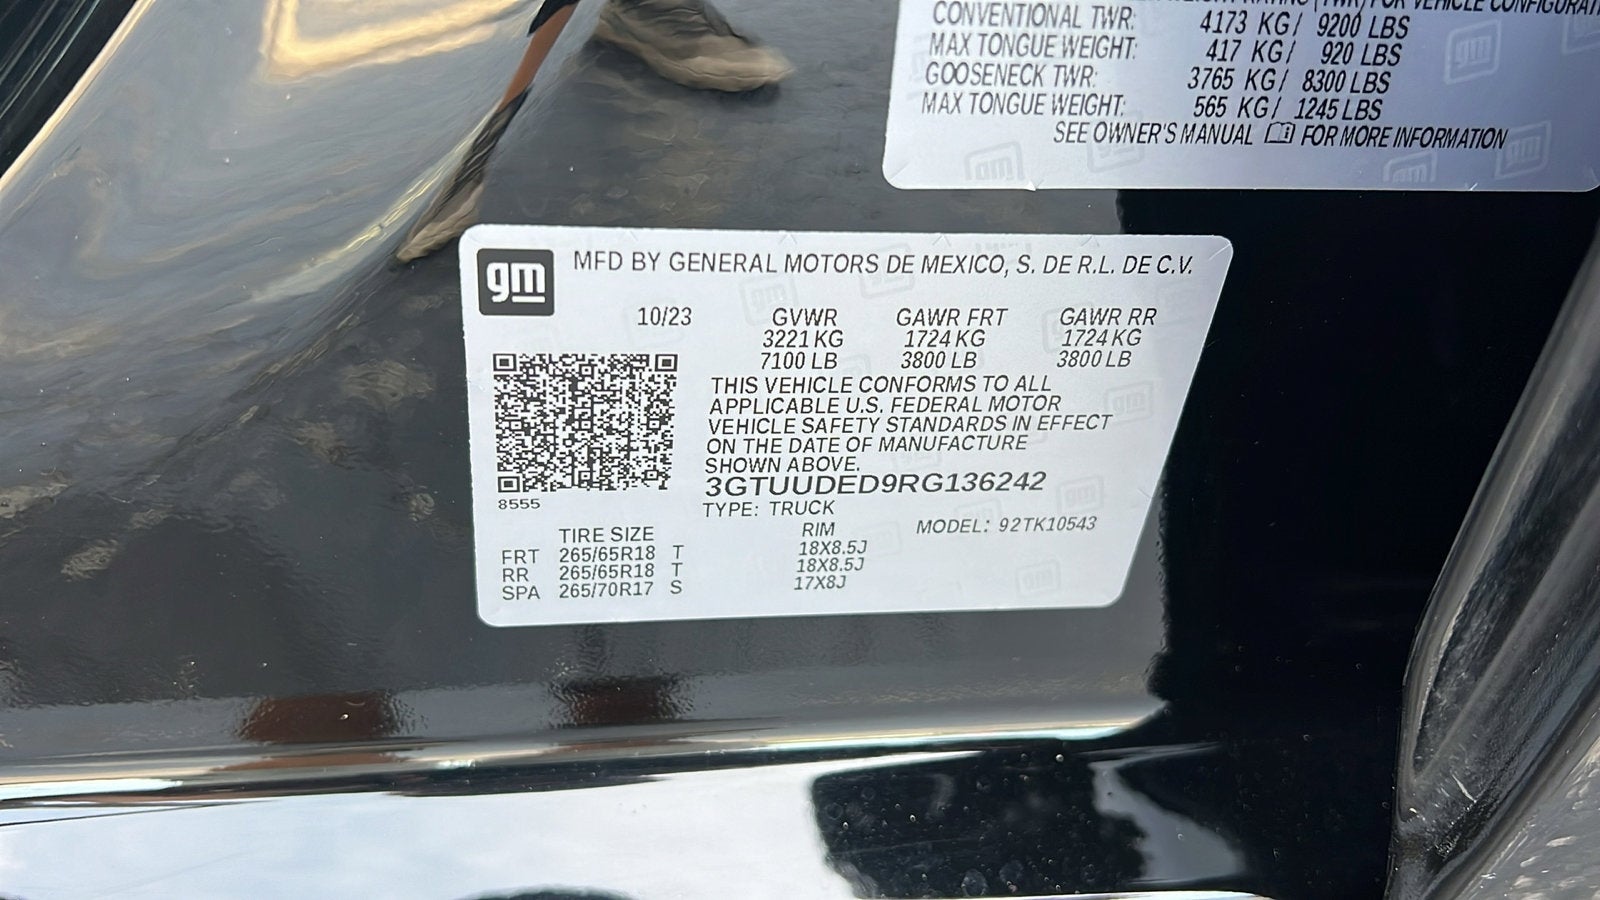 CONVENTIONAL TWR: 4173 KG/ 9200 LBS
MAX TONGUE WEIGHT: 417 KG/ 920 LBS
GOOSENECK TWR: 3765 KG/ 8300 LBS
MAX TONGUE WEIGHT: 565 KG/ 1245 LBS
SEE OWNER'S MANUAL FOR MORE INFORMATION
gm MFD BY GENERAL MOTORS DE MEXICO, S. DE R.L. DE C.V.
10/23 GVWR GAWR FRT GAWR RR
3221 KG 1724 KG 1724 KG
7100 LB 3800 LB 3800 LB
THIS VEHICLE CONFORMS TO ALL
APPLICABLE U.S. FEDERAL MOTOR
VEHICLE SAFETY STANDARDS IN EFFECT
ON THE DATE OF MANUFACTURE
SHOWN ABOVE.
3GTUUDED9RG136242
8555
TYPE: TRUCK
TIRE SIZE RIM MODEL: 92TK10543
FRT 265/65R18 T 18X8.5J
RR 265/65R18 T 18X8.5J
SPA 265/70R17 S 17X8J